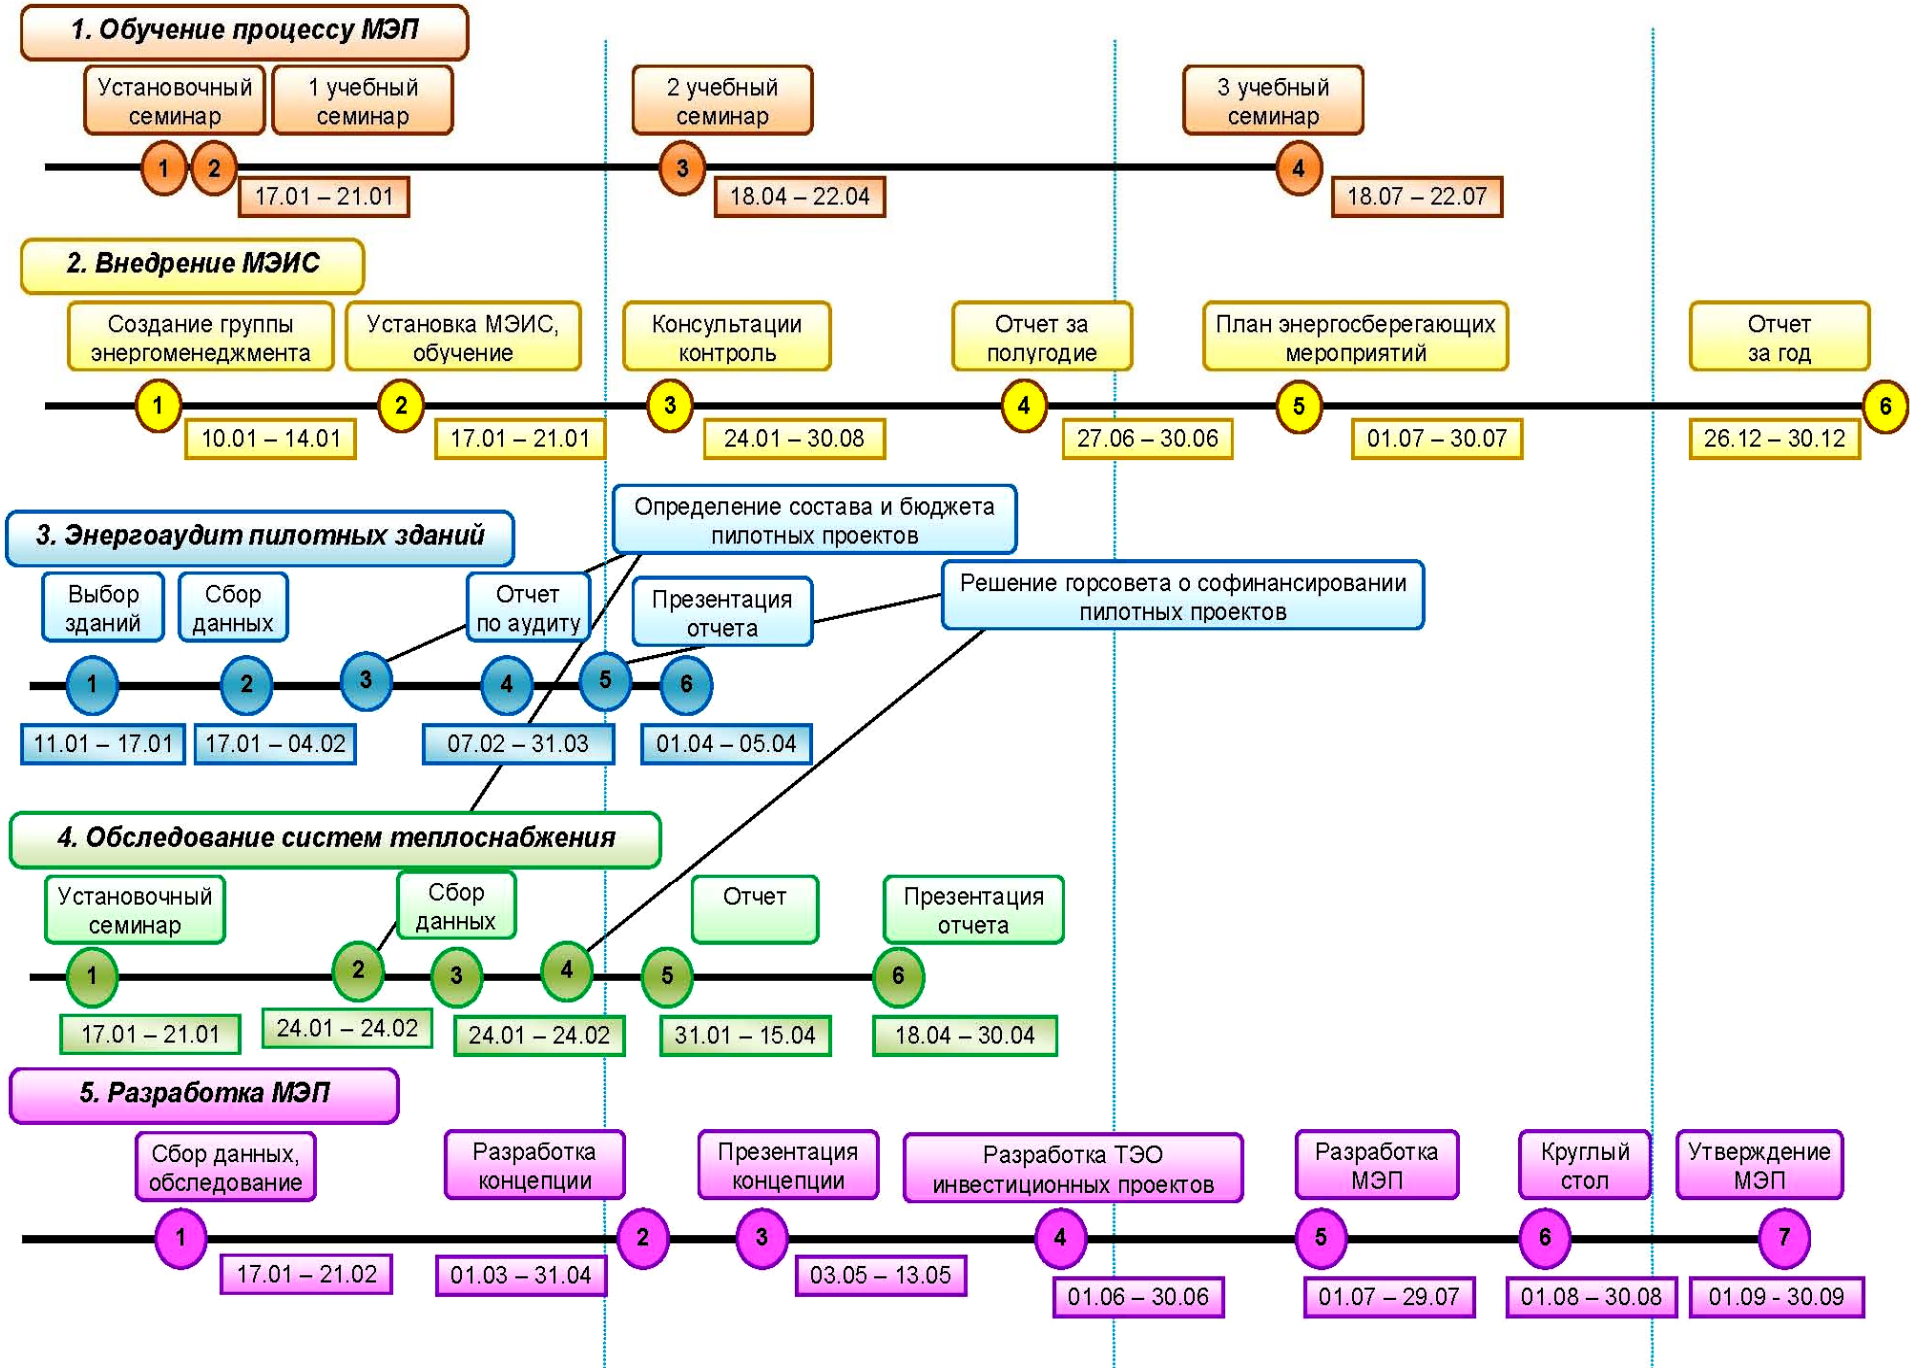 1. Обучение процессу МЭП
Установочный
семинар
1 учебный
семинар
2 учебный
семинар
3 учебный
семинар
1
2
3
4
17.01 – 21.01
18.04 – 22.04
18.07 – 22.07
2. Внедрение МЭИС
Создание группы
энергоменеджмента
Установка МЭИС,
обучение
Консультации
контроль
Отчет за
полугодие
План энергосберегающих
мероприятий
Отчет
за год
1
2
3
4
5
6
10.01 – 14.01
17.01 – 21.01
24.01 – 30.08
27.06 – 30.06
01.07 – 30.07
26.12 – 30.12
Определение состава и бюджета
пилотных проектов
3. Энергоаудит пилотных зданий
Решение горсовета о софинансировании
пилотных проектов
Выбор
зданий
Сбор
данных
Отчет
по аудиту
Презентация
отчета
1
2
3
4
5
6
11.01 – 17.01
17.01 – 04.02
07.02 – 31.03
01.04 – 05.04
4. Обследование систем теплоснабжения
Установочный
семинар
Сбор
данных
Отчет
Презентация
отчета
1
2
3
4
5
6
17.01 – 21.01
24.01 – 24.02
24.01 – 24.02
31.01 – 15.04
18.04 – 30.04
5. Разработка МЭП
Сбор данных,
обследование
Разработка
концепции
Презентация
концепции
Разработка ТЭО
инвестиционных проектов
Разработка
МЭП
Круглый
стол
Утверждение
МЭП
1
2
3
4
5
6
7
17.01 – 21.02
01.03 – 31.04
03.05 – 13.05
01.06 – 30.06
01.07 – 29.07
01.08 – 30.08
01.09 - 30.09